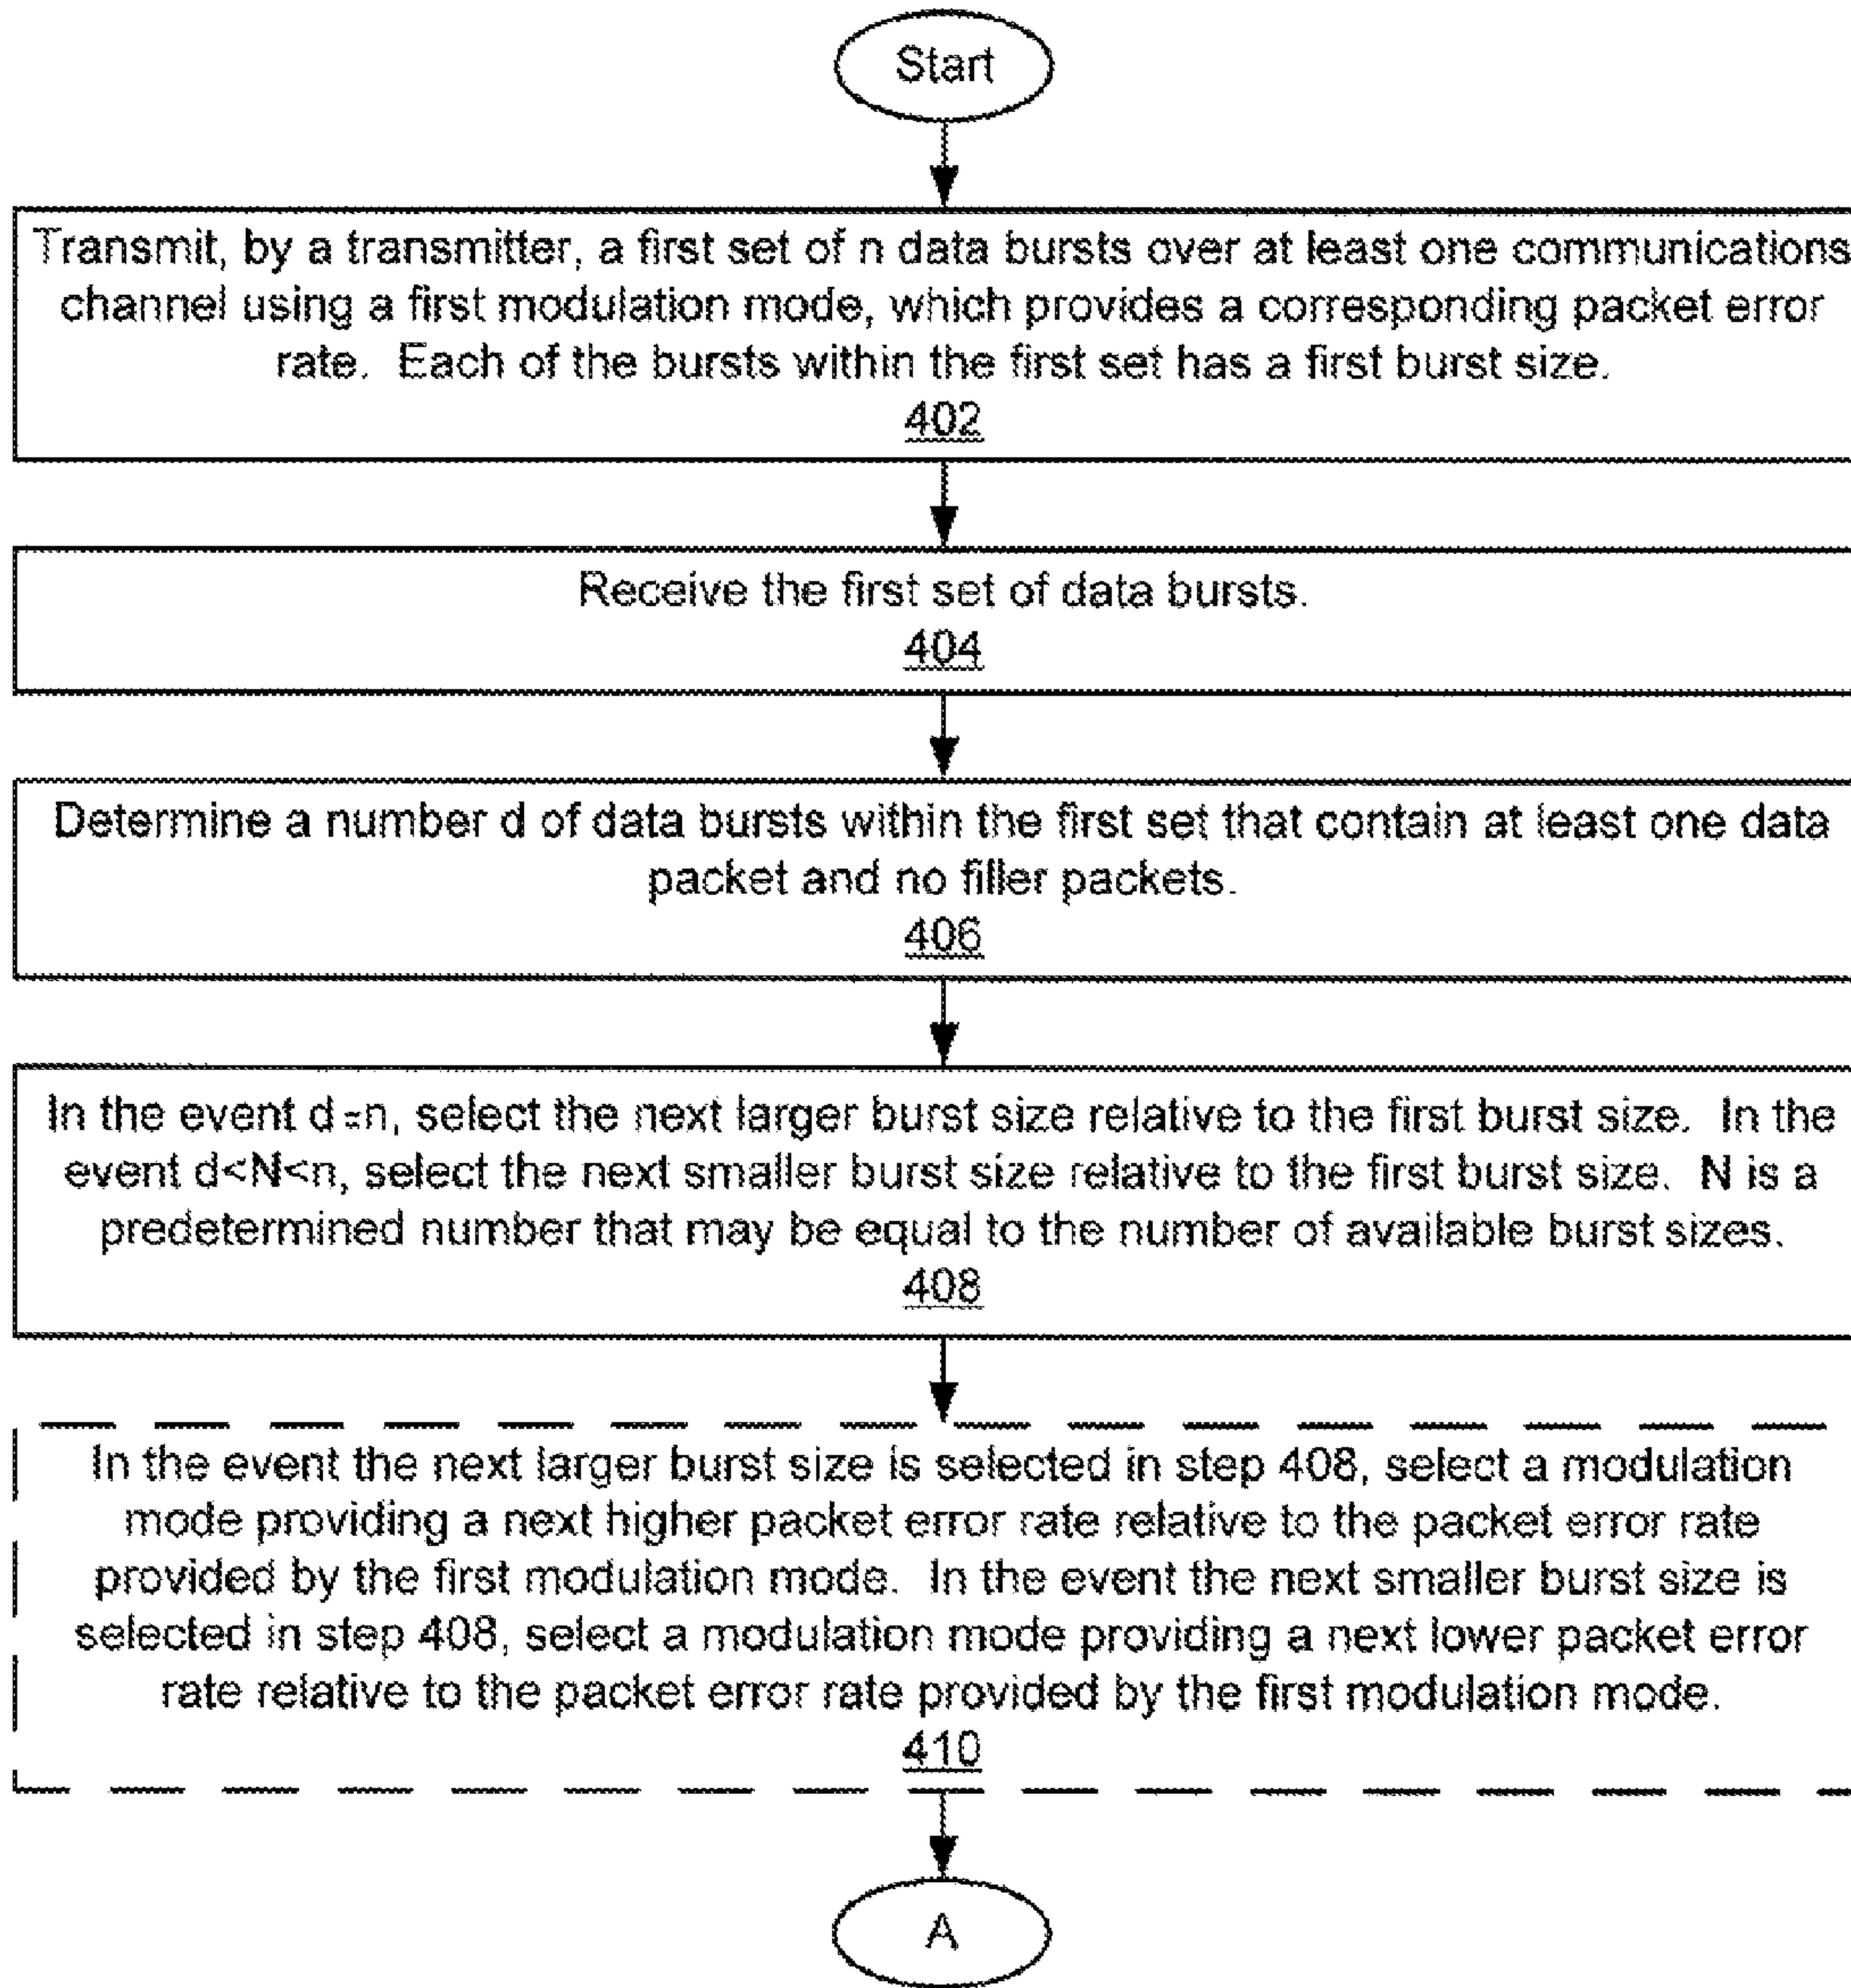 Start
Transmit, by a transmitter, a first set of n data bursts over at least one communications
channel using a first modulation mode, which provides a corresponding packet error
rate. Each of the bursts within the first set has a first burst size.
402
Receive the first set of data bursts.
404
Determine a number d of data bursts within the first set that contain at least one data
packet and no filler packets.
406
In the event d=n, select the next larger burst size relative to the first burst size. In the
event d<N<n, select the next smaller burst size relative to the first burst size. N is a
predetermined number that may be equal to the number of available burst sizes.
408
In the event the next larger burst size is selected in step 408, select a modulation
mode providing a next higher packet error rate relative to the packet error rate
provided by the first modulation mode. In the event the next smaller burst size is
selected in step 408, select a modulation mode providing a next lower packet error
rate relative to the packet error rate provided by the first modulation mode.
410
A